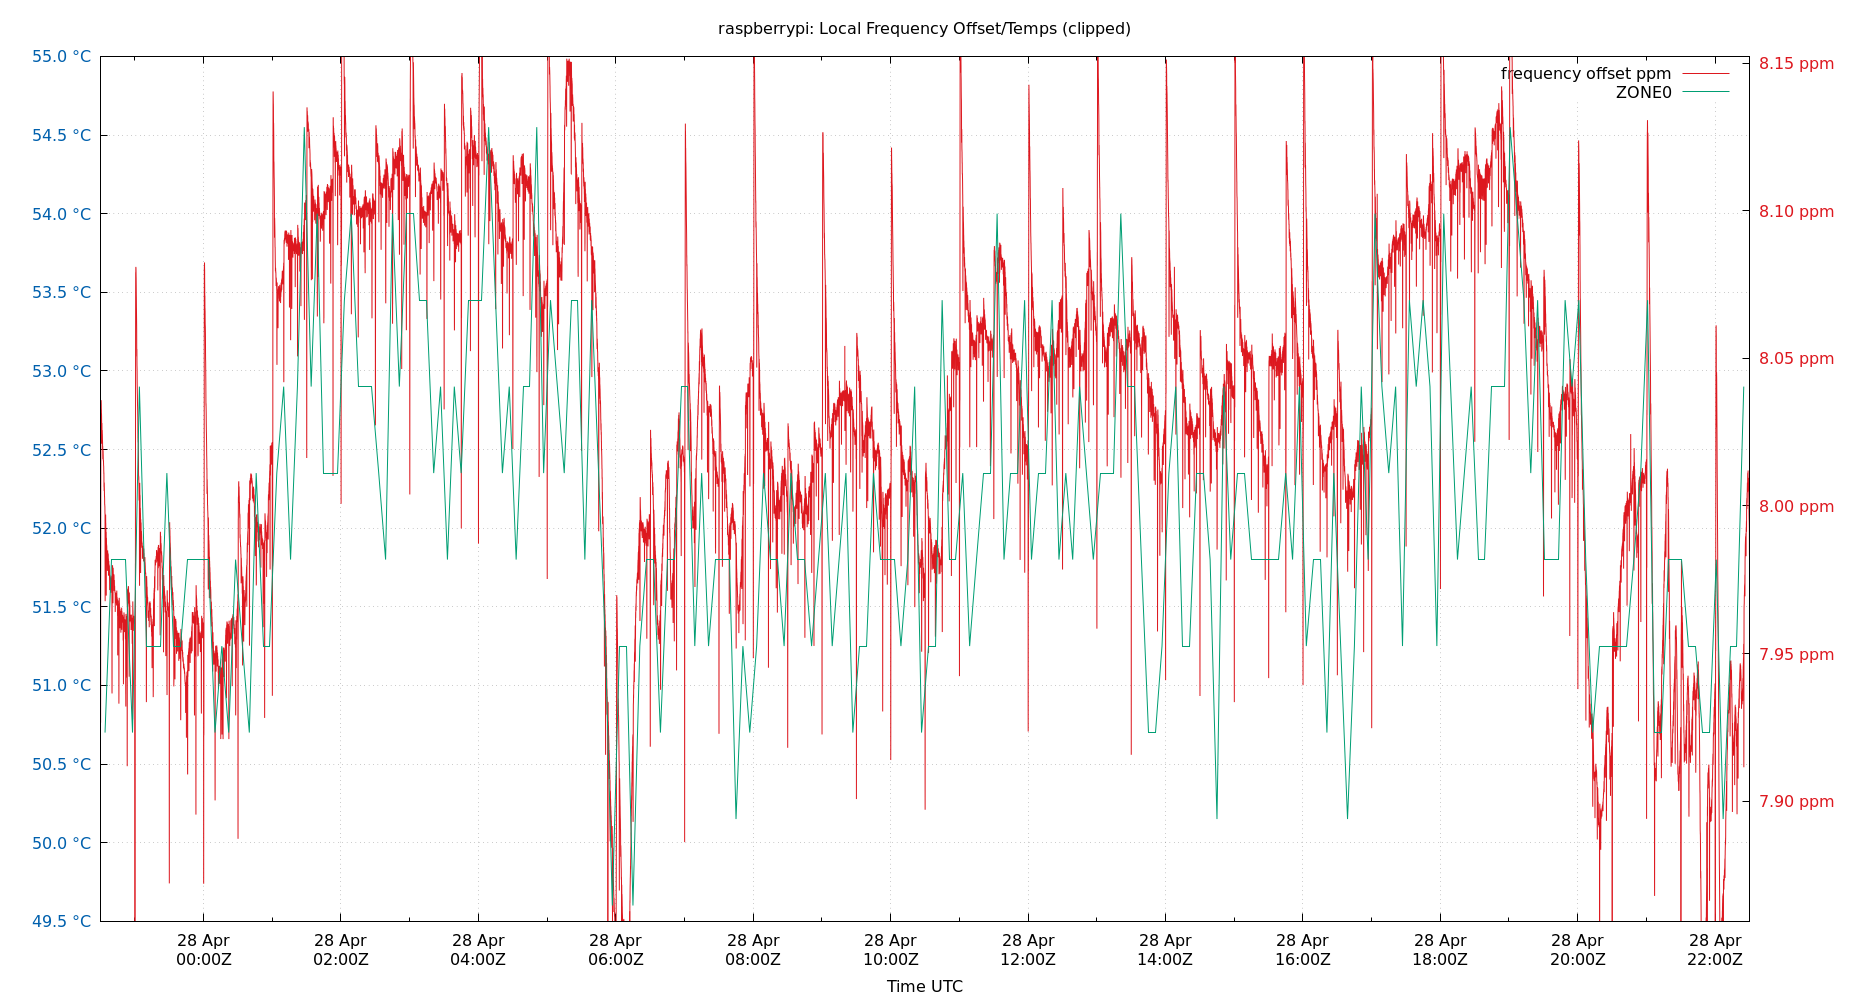 raspberrypi: Local Frequency Offset/Temps (clipped)
55.0 °C
54.5 °C
54.0 °C
53.5 °C
53.0 °C
52.5 °C
52.0 °C
51.5 °C
51.0 °C
50.5 °C
50.0 °C
49.5 °C
8.15 ppm
8.10 ppm
8.05 ppm
8.00 ppm
7.95 ppm
7.90 ppm
frequency offset ppm
ZONE0
28 Apr 28 Apr 28 Apr 28 Apr 28 Apr 28 Apr 28 Apr 28 Apr 28 Apr 28 Apr 28 Apr 28 Apr
00:00Z 02:00Z 04:00Z 06:00Z 08:00Z 10:00Z 12:00Z 14:00Z 16:00Z 18:00Z 20:00Z 22:00Z
Time UTC